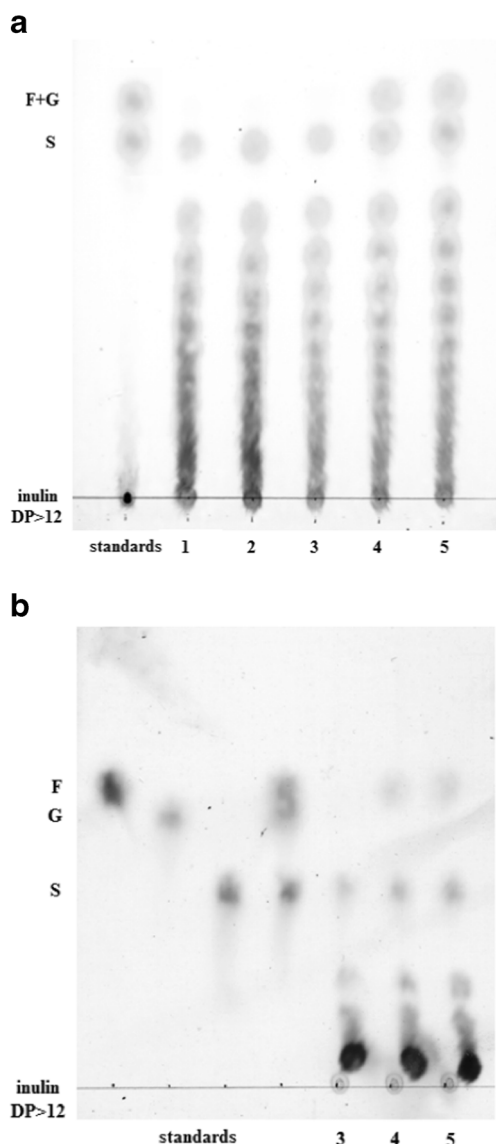 a
F+G
S
inulin
DP>12
standards 1 2 3 4 5
b
F
G
S
inulin
DP>12
standards 3 4 5